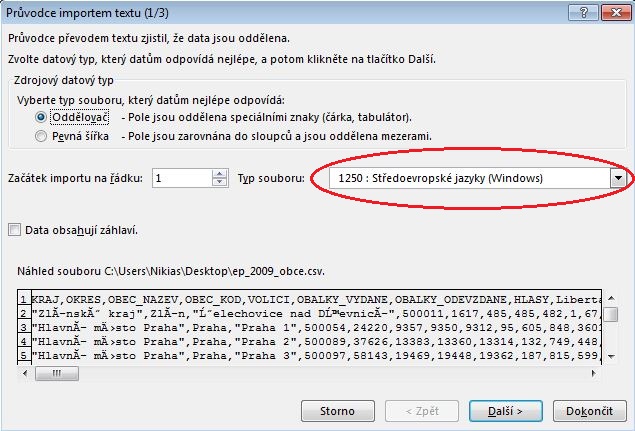 Průvodce importem textu (1/3)
Průvodce převodem textu zjistil, že data jsou oddělena.
Zvolte datový typ, který datům odpovídá nejlépe, a potom klikněte na tlačítko Další.
Zdrojový datový typ
Vyberte typ souboru, který datům nejlépe odpovídá:
Oddělovač - Pole jsou oddělena speciálními znaky (čárka, tabulátor).
Pevná šířka - Pole jsou zarovnána do sloupců a jsou oddělena mezerami.
Začátek importu na řádku: 1 Typ souboru: 1250 : Středoevropské jazyky (Windows)
Data obsahují záhlaví.
Náhled souboru C:\Users\Nikias\Desktop\ep_2009_obce.csv.
1 KRAJ,OKRES,OBEC_NAZEV,OBEC_KOD,VOLICI,OBALKY_VYDANE,OBALKY_ODEVZDANE,HLASY,Liberta
2 "ZlĂ­nskĂ˝ kraj",ZlĂ­n,"Ĺ˝elechovice nad DĹ™evnicĂ­",500011,1617,485,485,482,1,67,
3 "HlavnĂ­ mÄ›sto Praha",Praha,"Praha 1",500054,24220,9357,9350,9312,95,605,848,3601
4 "HlavnĂ­ mÄ›sto Praha",Praha,"Praha 2",500089,37626,13383,13360,13314,132,749,448,
5 "HlavnĂ­ mÄ›sto Praha",Praha,"Praha 3",500097,58143,19469,19448,19362,187,815,599,
Storno < Zpět Další > Dokončit